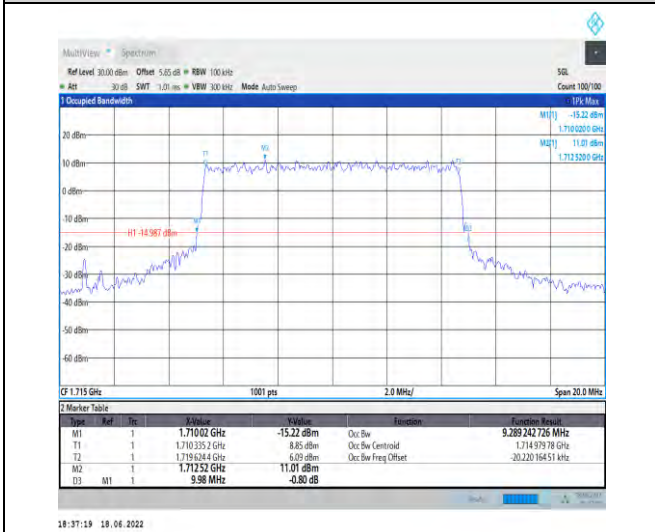 MultiView Spectrum
Ref Level 30.00 dBm Offset 5.85 dB RBW 100 kHz SGL
Att 30 dB SWT 1.01 ms VBW 300 kHz Mode Auto Sweep Count 100/100
1 Occupied Bandwidth 1Pk Max
M1[1] -15.22 dBm
1.710 020 0 GHz
M2[1] 11.01 dBm
1.712 520 0 GHz
20 dBm
M2
T1
10 dBm
0 dBm
-10 dBm
H1 -14.987 dBm
-20 dBm
-30 dBm
-40 dBm
-50 dBm
-60 dBm
CF 1.715 GHz 1001 pts 2.0 MHz/ Span 20.0 MHz
2 Marker Table
Type Ref Trc X-Value Y-Value Function Function Result
M1 1 1.71002 GHz -15.22 dBm Occ Bw 9.289 242 726 MHz
T1 1 1.710 335 2 GHz 8.85 dBm Occ Bw Centroid 1.714 979 78 GHz
T2 1 1.719 624 4 GHz 6.09 dBm Occ Bw Freq Offset -20.220 164 51 kHz
M2 1 1.712 52 GHz 11.01 dBm
D3 M1 1 9.98 MHz -0.80 dB
18:37:19 18.06.2022